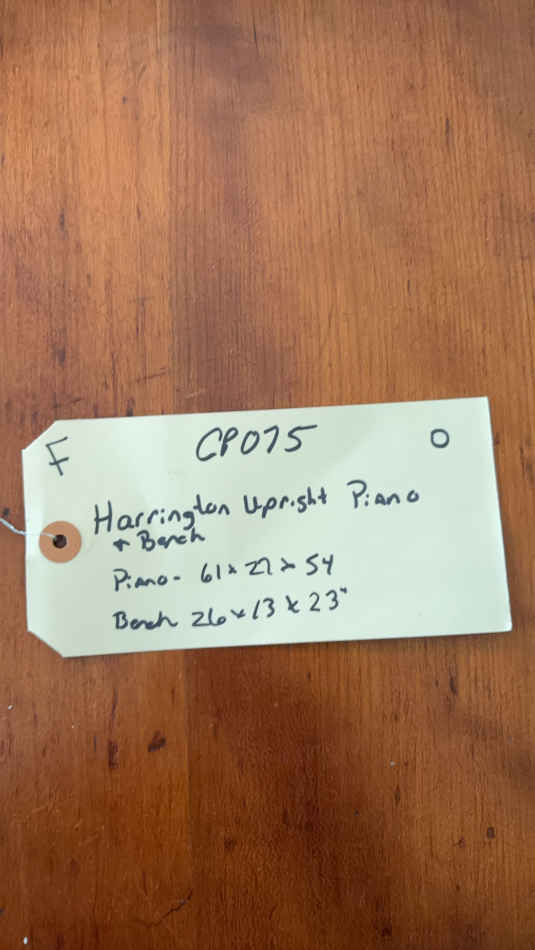 F CP075 O
Harrington Upright Piano
+ Bench
Piano - 61 x 27 x 54
Bench 26 x 13 x 23"